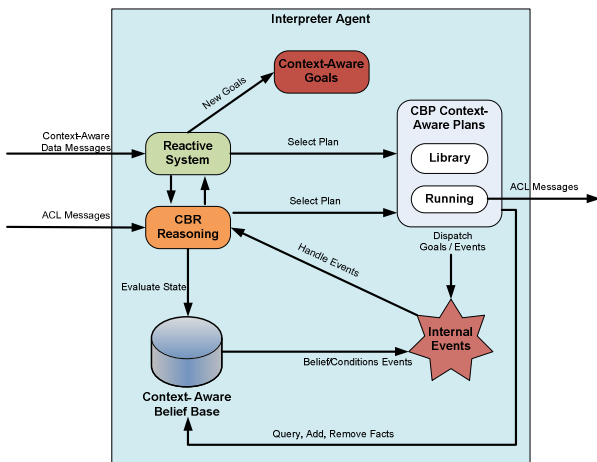 Interpreter Agent
Context-Aware
Goals
New Goals
CBP Context-
Aware Plans
Context-Aware
Data Messages
Reactive
System
Select Plan
Library
Running
ACL Messages
ACL Messages
CBR
Reasoning
Select Plan
Dispatch
Goals / Events
Handle Events
Evaluate State
Internal
Events
Belief/Conditions Events
Context- Aware
Belief Base
Query, Add, Remove Facts